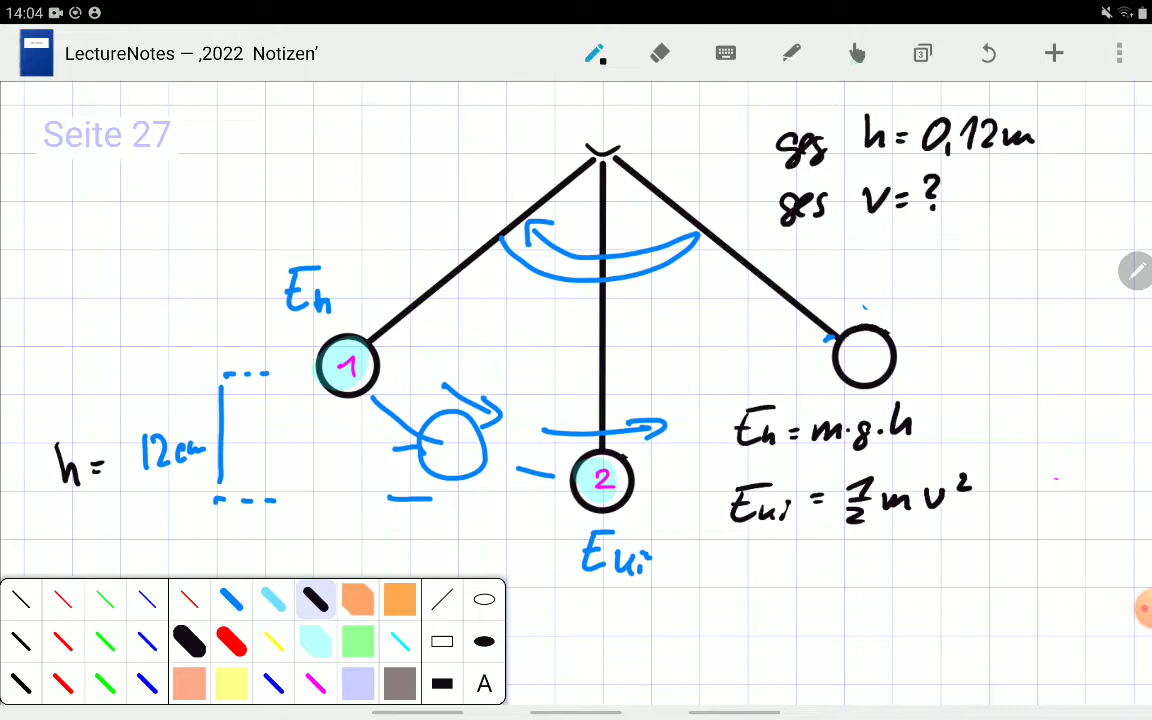 14:04
LectureNotes — ‚2022 Notizen’
3
Seite 27
ges h = 0,12m
ges v = ?
Eh
1
h = 12cm
2
Eh = m·g·h
Eki = 1/2 m v²
Eki
A